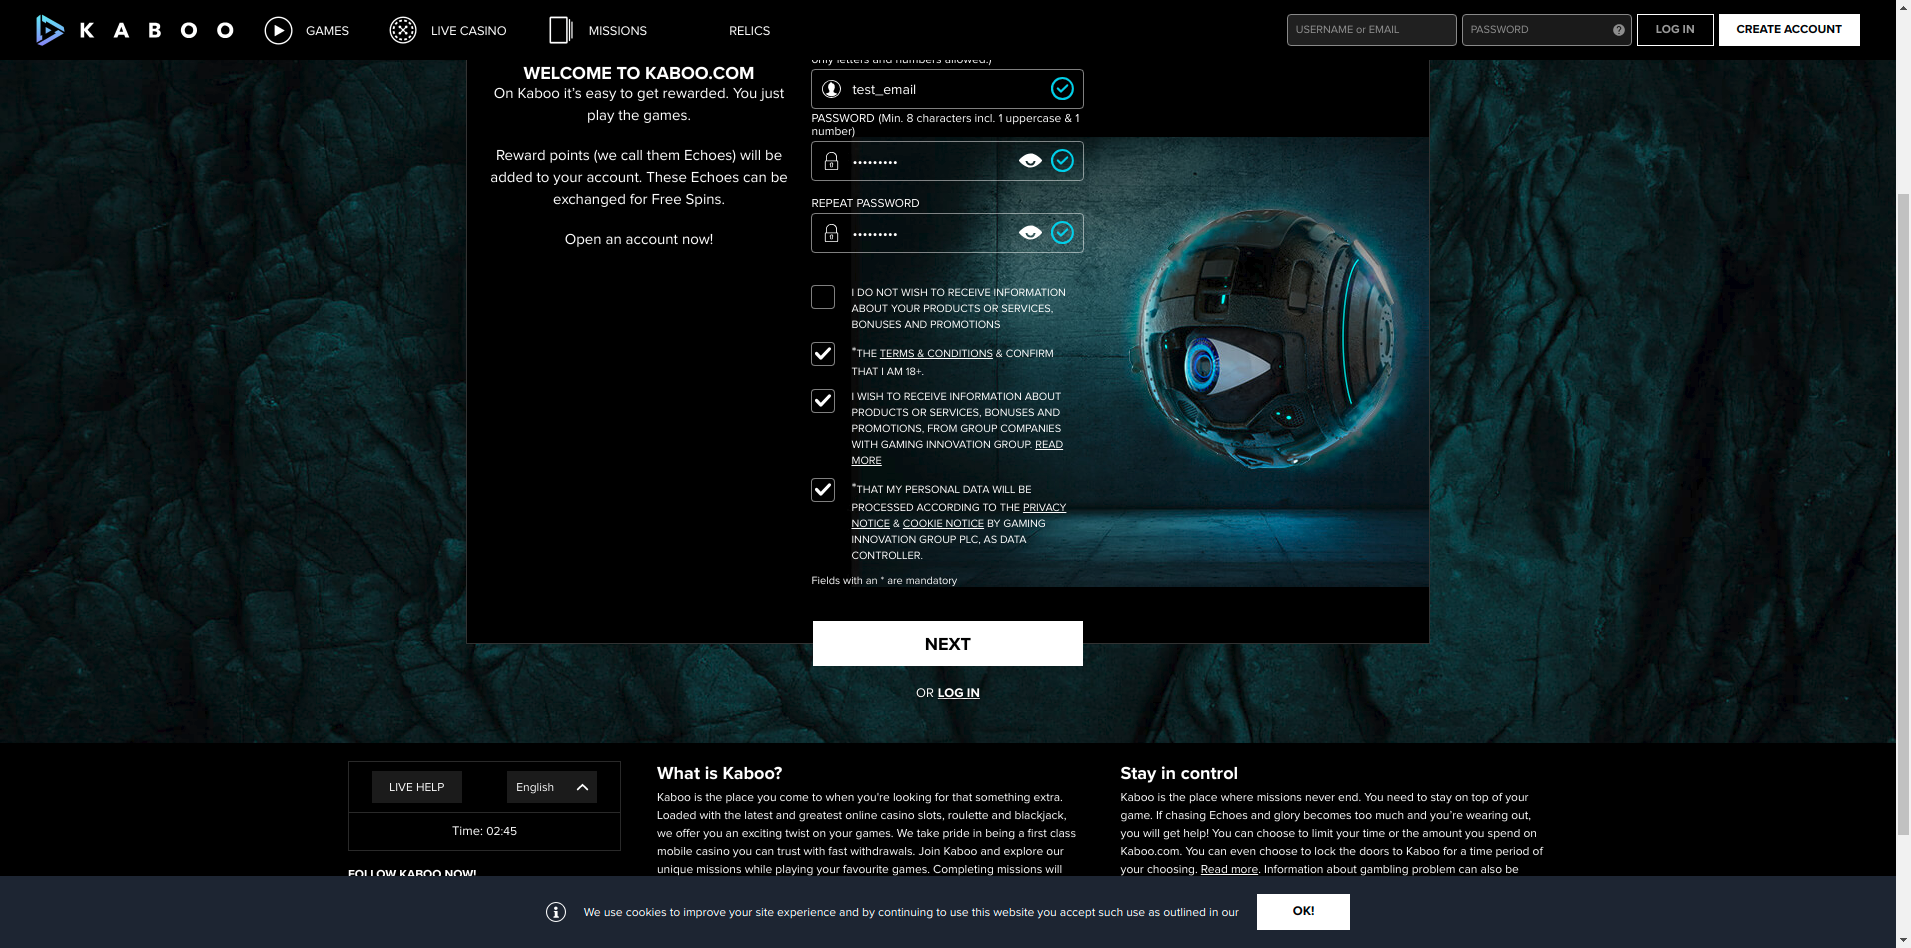 KABOO
GAMES
LIVE CASINO
MISSIONS
RELICS
USERNAME or EMAIL
PASSWORD
LOG IN
CREATE ACCOUNT
WELCOME TO KABOO.COM
On Kaboo it's easy to get rewarded. You just
play the games.
Reward points (we call them Echoes) will be
added to your account. These Echoes can be
exchanged for Free Spins.
Open an account now!
only letters and numbers allowed.)
test_email
PASSWORD (Min. 8 characters incl. 1 uppercase & 1
number)
•••••••••
REPEAT PASSWORD
•••••••••
I DO NOT WISH TO RECEIVE INFORMATION
ABOUT YOUR PRODUCTS OR SERVICES,
BONUSES AND PROMOTIONS
*THE TERMS & CONDITIONS & CONFIRM
THAT I AM 18+.
I WISH TO RECEIVE INFORMATION ABOUT
PRODUCTS OR SERVICES, BONUSES AND
PROMOTIONS, FROM GROUP COMPANIES
WITH GAMING INNOVATION GROUP. READ
MORE
*THAT MY PERSONAL DATA WILL BE
PROCESSED ACCORDING TO THE PRIVACY
NOTICE & COOKIE NOTICE BY GAMING
INNOVATION GROUP PLC, AS DATA
CONTROLLER.
Fields with an * are mandatory
NEXT
OR LOG IN
LIVE HELP
English
Time: 02:45
FOLLOW KABOO NOW!
What is Kaboo?
Kaboo is the place you come to when you're looking for that something extra.
Loaded with the latest and greatest online casino slots, roulette and blackjack,
we offer you an exciting twist on your games. We take pride in being a first class
mobile casino you can trust with fast withdrawals. Join Kaboo and explore our
unique missions while playing your favourite games. Completing missions will
Stay in control
Kaboo is the place where missions never end. You need to stay on top of your
game. If chasing Echoes and glory becomes too much and you're wearing out,
you will get help! You can choose to limit your time or the amount you spend on
Kaboo.com. You can even choose to lock the doors to Kaboo for a time period of
your choosing. Read more. Information about gambling problem can also be
We use cookies to improve your site experience and by continuing to use this website you accept such use as outlined in our
OK!